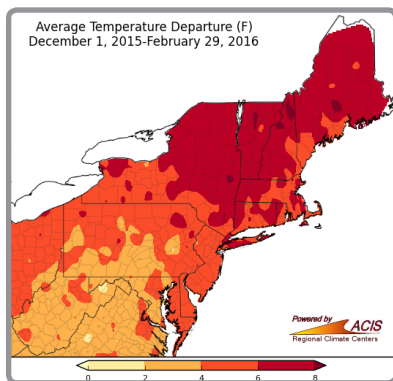 Average Temperature Departure (F)
December 1, 2015-February 29, 2016
Powered by
ACIS
Regional Climate Centers
0 2 4 6 8